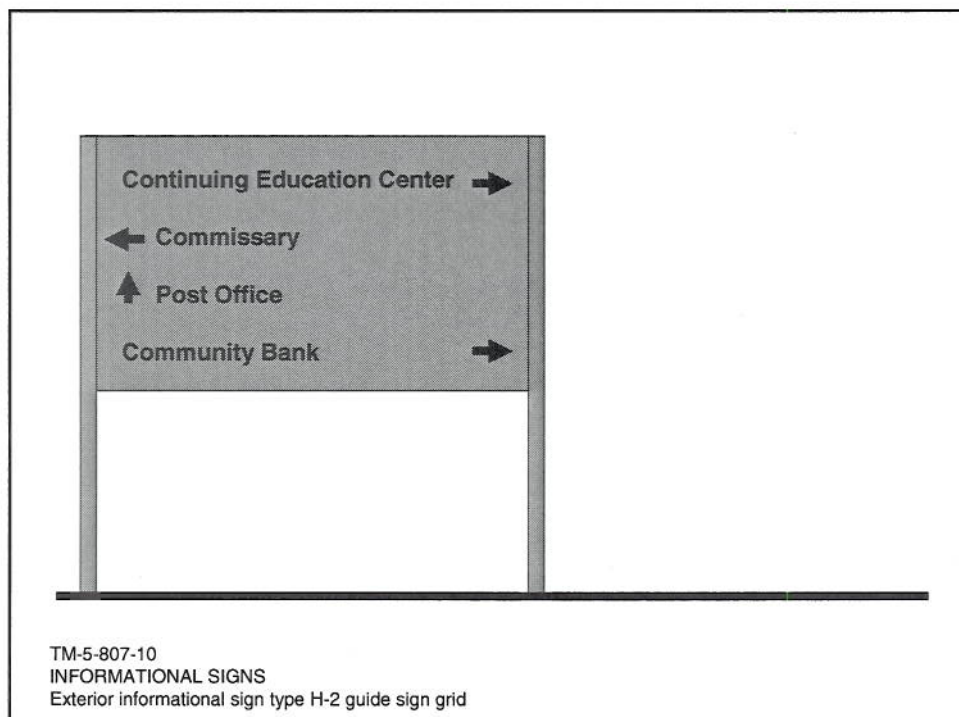 Continuing Education Center
Commissary
Post Office
Community Bank
TM-5-807-10
INFORMATIONAL SIGNS
Exterior informational sign type H-2 guide sign grid